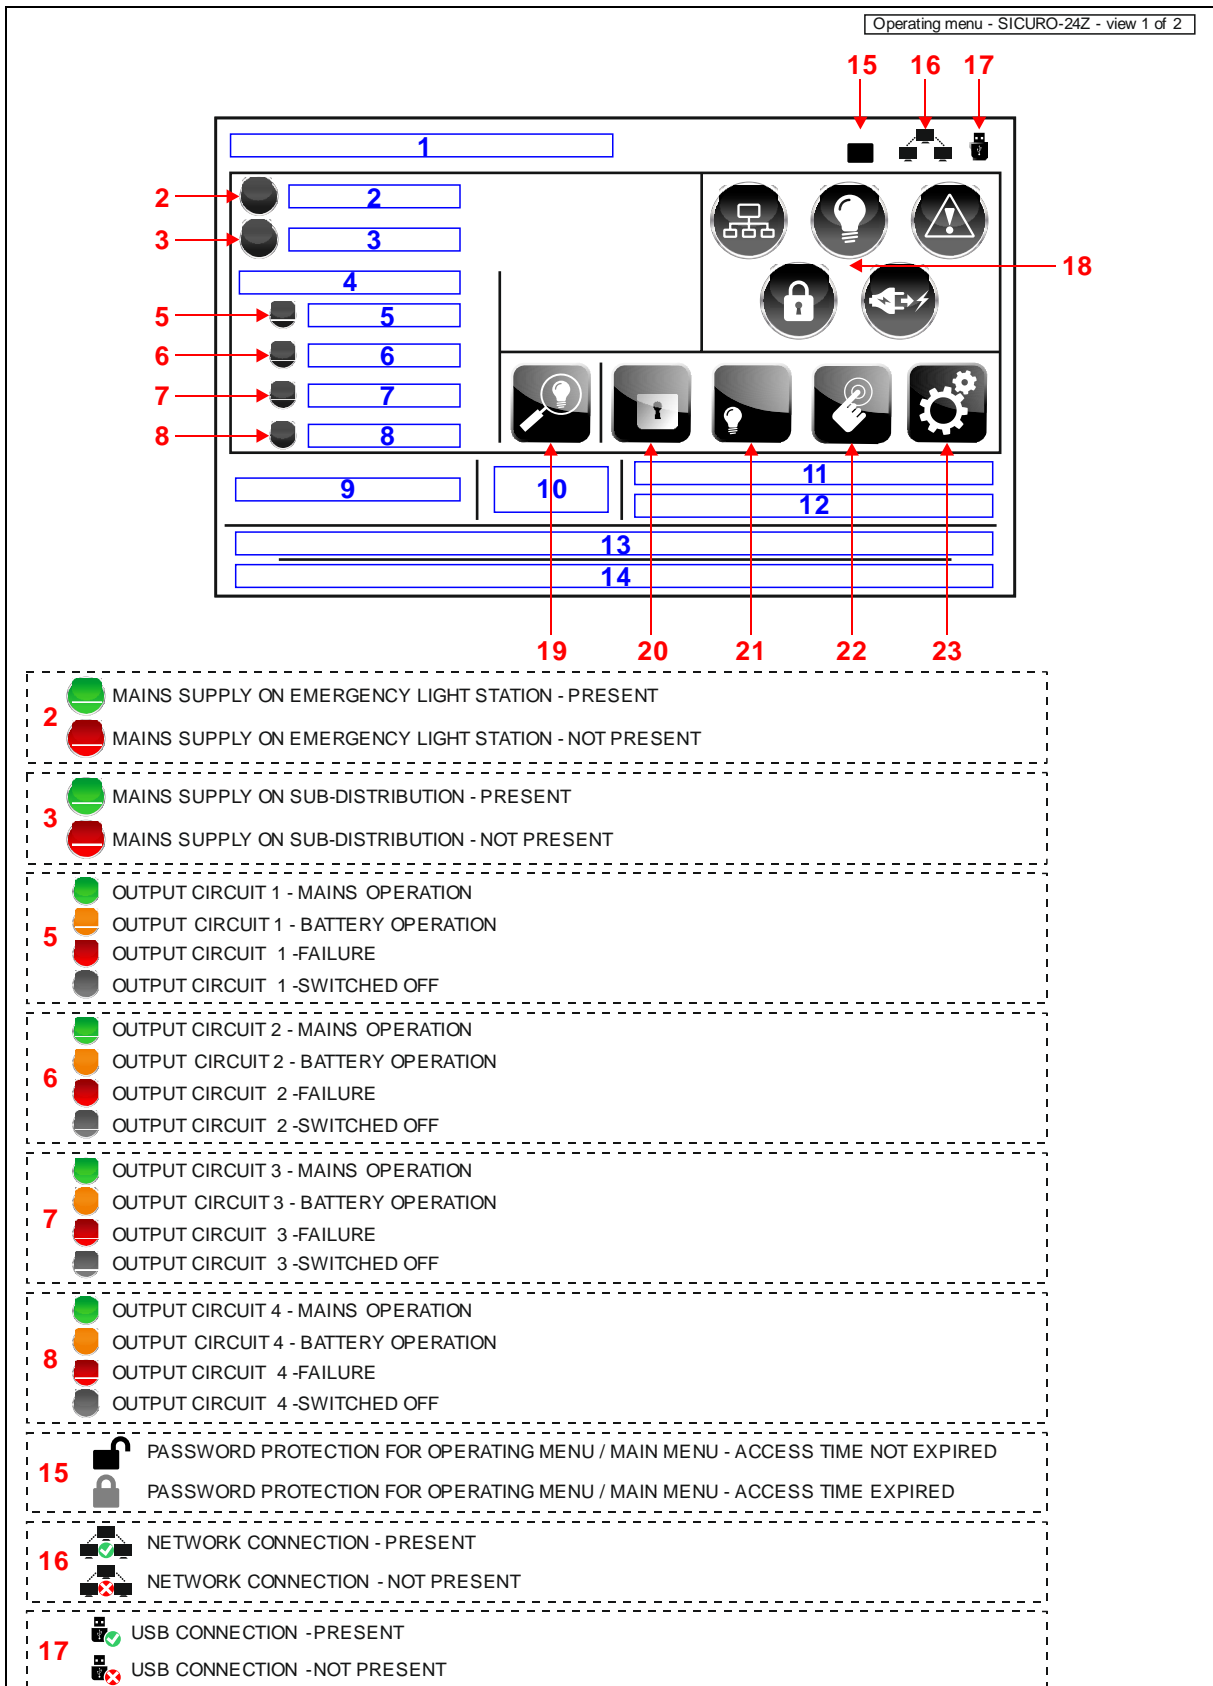 Operating menu - SICURO-24Z - view 1 of 2
15 16 17
1
2 2
3 3
4
18
5 5
6 6
7 7
8 8
9 10 11
12
13
14
19 20 21 22 23
2
MAINS SUPPLY ON EMERGENCY LIGHT STATION - PRESENT
MAINS SUPPLY ON EMERGENCY LIGHT STATION - NOT PRESENT
3
MAINS SUPPLY ON SUB-DISTRIBUTION - PRESENT
MAINS SUPPLY ON SUB-DISTRIBUTION - NOT PRESENT
5
OUTPUT CIRCUIT 1 - MAINS OPERATION
OUTPUT CIRCUIT 1 - BATTERY OPERATION
OUTPUT CIRCUIT 1 -FAILURE
OUTPUT CIRCUIT 1 -SWITCHED OFF
6
OUTPUT CIRCUIT 2 - MAINS OPERATION
OUTPUT CIRCUIT 2 - BATTERY OPERATION
OUTPUT CIRCUIT 2 -FAILURE
OUTPUT CIRCUIT 2 -SWITCHED OFF
7
OUTPUT CIRCUIT 3 - MAINS OPERATION
OUTPUT CIRCUIT 3 - BATTERY OPERATION
OUTPUT CIRCUIT 3 -FAILURE
OUTPUT CIRCUIT 3 -SWITCHED OFF
8
OUTPUT CIRCUIT 4 - MAINS OPERATION
OUTPUT CIRCUIT 4 - BATTERY OPERATION
OUTPUT CIRCUIT 4 -FAILURE
OUTPUT CIRCUIT 4 -SWITCHED OFF
15
PASSWORD PROTECTION FOR OPERATING MENU / MAIN MENU - ACCESS TIME NOT EXPIRED
PASSWORD PROTECTION FOR OPERATING MENU / MAIN MENU - ACCESS TIME EXPIRED
16
NETWORK CONNECTION - PRESENT
NETWORK CONNECTION - NOT PRESENT
17
USB CONNECTION -PRESENT
USB CONNECTION -NOT PRESENT